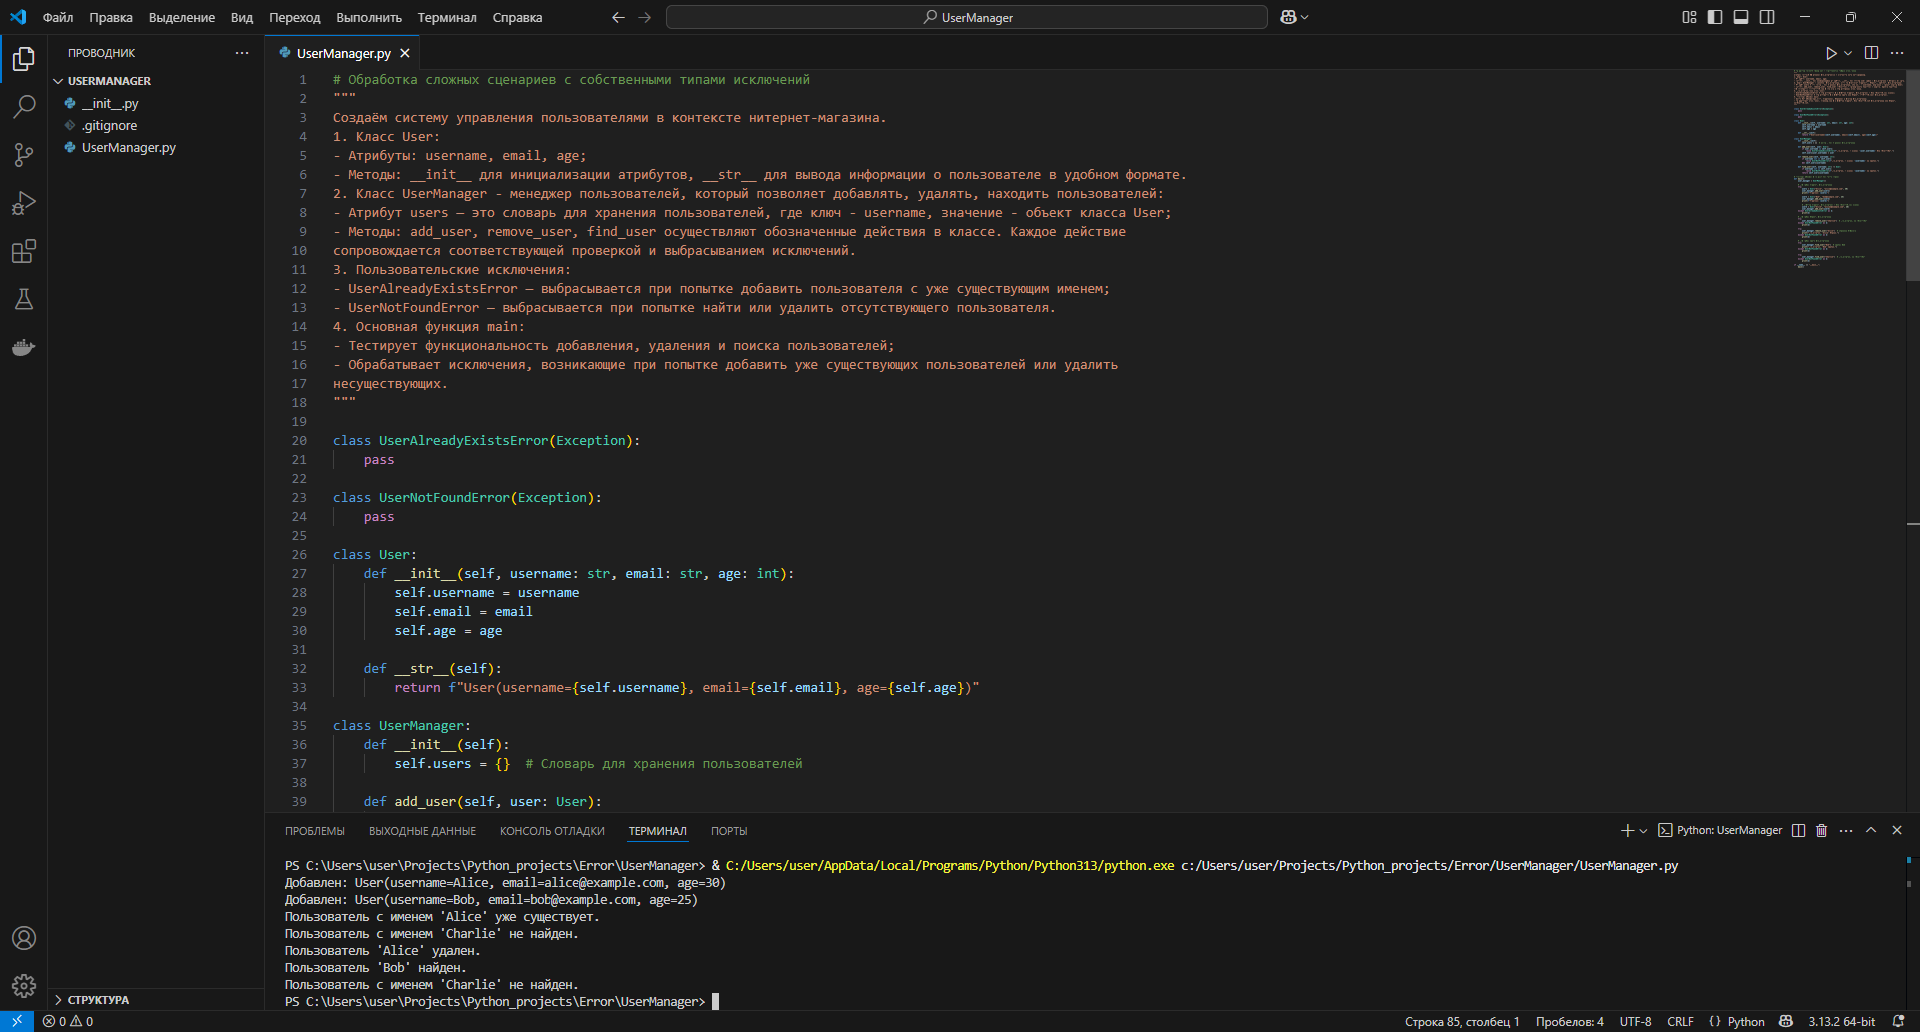 Файл Правка Выделение Вид Переход Выполнить Терминал Справка
UserManager
ПРОВОДНИК
USERMANAGER
__init__.py
.gitignore
UserManager.py
СТРУКТУРА
UserManager.py
1 # Обработка сложных сценариев с собственными типами исключений
2 """
3 Создаём систему управления пользователями в контексте нитернет-магазина.
4 1. Класс User:
5 - Атрибуты: username, email, age;
6 - Методы: __init__ для инициализации атрибутов, __str__ для вывода информации о пользователе в удобном формате.
7 2. Класс UserManager - менеджер пользователей, который позволяет добавлять, удалять, находить пользователей:
8 - Атрибут users – это словарь для хранения пользователей, где ключ - username, значение - объект класса User;
9 - Методы: add_user, remove_user, find_user осуществляют обозначенные действия в классе. Каждое действие
10 сопровождается соответствующей проверкой и выбрасыванием исключений.
11 3. Пользовательские исключения:
12 - UserAlreadyExistsError – выбрасывается при попытке добавить пользователя с уже существующим именем;
13 - UserNotFoundError – выбрасывается при попытке найти или удалить отсутствующего пользователя.
14 4. Основная функция main:
15 - Тестирует функциональность добавления, удаления и поиска пользователей;
16 - Обрабатывает исключения, возникающие при попытке добавить уже существующих пользователей или удалить
17 несуществующих.
18 """
19
20 class UserAlreadyExistsError(Exception):
21 pass
22
23 class UserNotFoundError(Exception):
24 pass
25
26 class User:
27 def __init__(self, username: str, email: str, age: int):
28 self.username = username
29 self.email = email
30 self.age = age
31
32 def __str__(self):
33 return f"User(username={self.username}, email={self.email}, age={self.age})"
34
35 class UserManager:
36 def __init__(self):
37 self.users = {} # Словарь для хранения пользователей
38
39 def add_user(self, user: User):
ПРОБЛЕМЫ ВЫХОДНЫЕ ДАННЫЕ КОНСОЛЬ ОТЛАДКИ ТЕРМИНАЛ ПОРТЫ
Python: UserManager
PS C:\Users\user\Projects\Python_projects\Error\UserManager> & C:/Users/user/AppData/Local/Programs/Python/Python313/python.exe c:/Users/user/Projects/Python_projects/Error/UserManager/UserManager.py
Добавлен: User(username=Alice, email=alice@example.com, age=30)
Добавлен: User(username=Bob, email=bob@example.com, age=25)
Пользователь с именем 'Alice' уже существует.
Пользователь с именем 'Charlie' не найден.
Пользователь 'Alice' удален.
Пользователь 'Bob' найден.
Пользователь с именем 'Charlie' не найден.
PS C:\Users\user\Projects\Python_projects\Error\UserManager>
0 0
Строка 85, столбец 1 Пробелов: 4 UTF-8 CRLF {} Python 3.13.2 64-bit